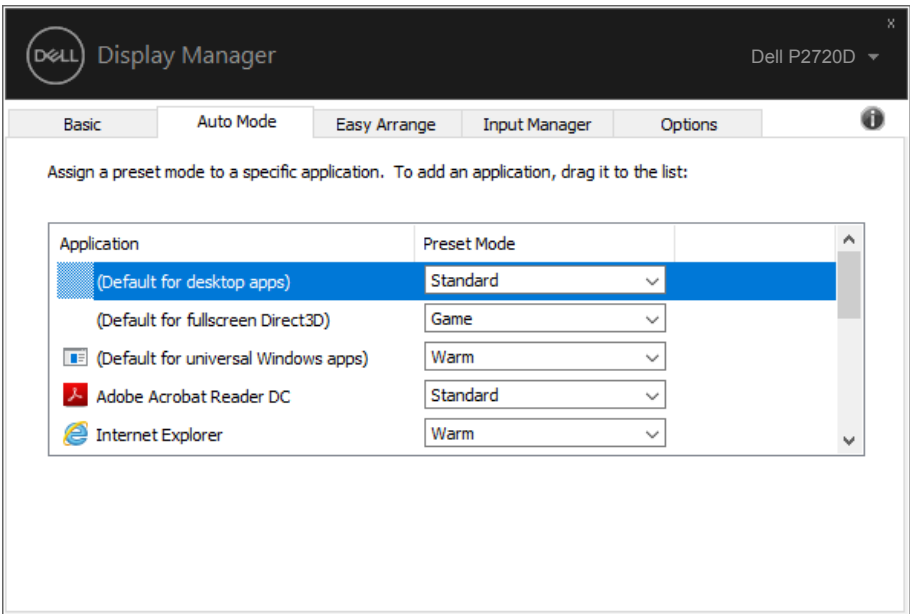 DELL Display Manager
x
Dell P2720D
Basic Auto Mode Easy Arrange Input Manager Options
Assign a preset mode to a specific application. To add an application, drag it to the list:
Application Preset Mode
(Default for desktop apps) Standard
(Default for fullscreen Direct3D) Game
(Default for universal Windows apps) Warm
Adobe Acrobat Reader DC Standard
Internet Explorer Warm